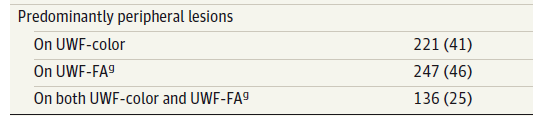 Predominantly peripheral lesions
On UWF-color 221 (41)
On UWF-FAg 247 (46)
On both UWF-color and UWF-FAg 136 (25)